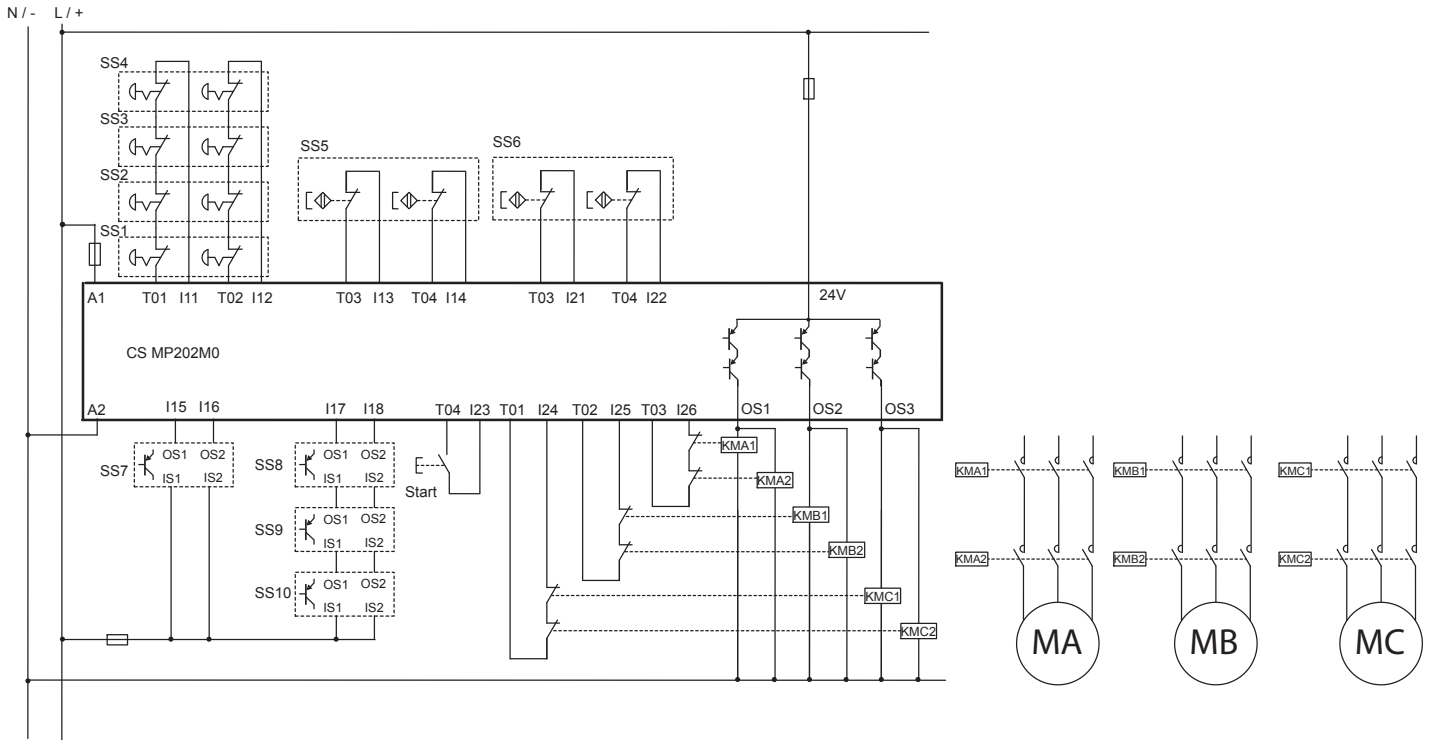 N / - L / +
SS4
SS3
SS2
SS1
SS5
SS6
A1 T01 I11 T02 I12 T03 I13 T04 I14 T03 I21 T04 I22 24V
CS MP202M0
A2 I15 I16 I17 I18 T04 I23 T01 I24 T02 I25 T03 I26 OS1 OS2 OS3
SS7 OS1 OS2
IS1 IS2
SS8 OS1 OS2
IS1 IS2
SS9 OS1 OS2
IS1 IS2
SS10 OS1 OS2
IS1 IS2
Start
KMA1
KMA2
KMB1
KMB2
KMC1
KMC2
KMA1 KMB1 KMC1
KMA2 KMB2 KMC2
MA MB MC